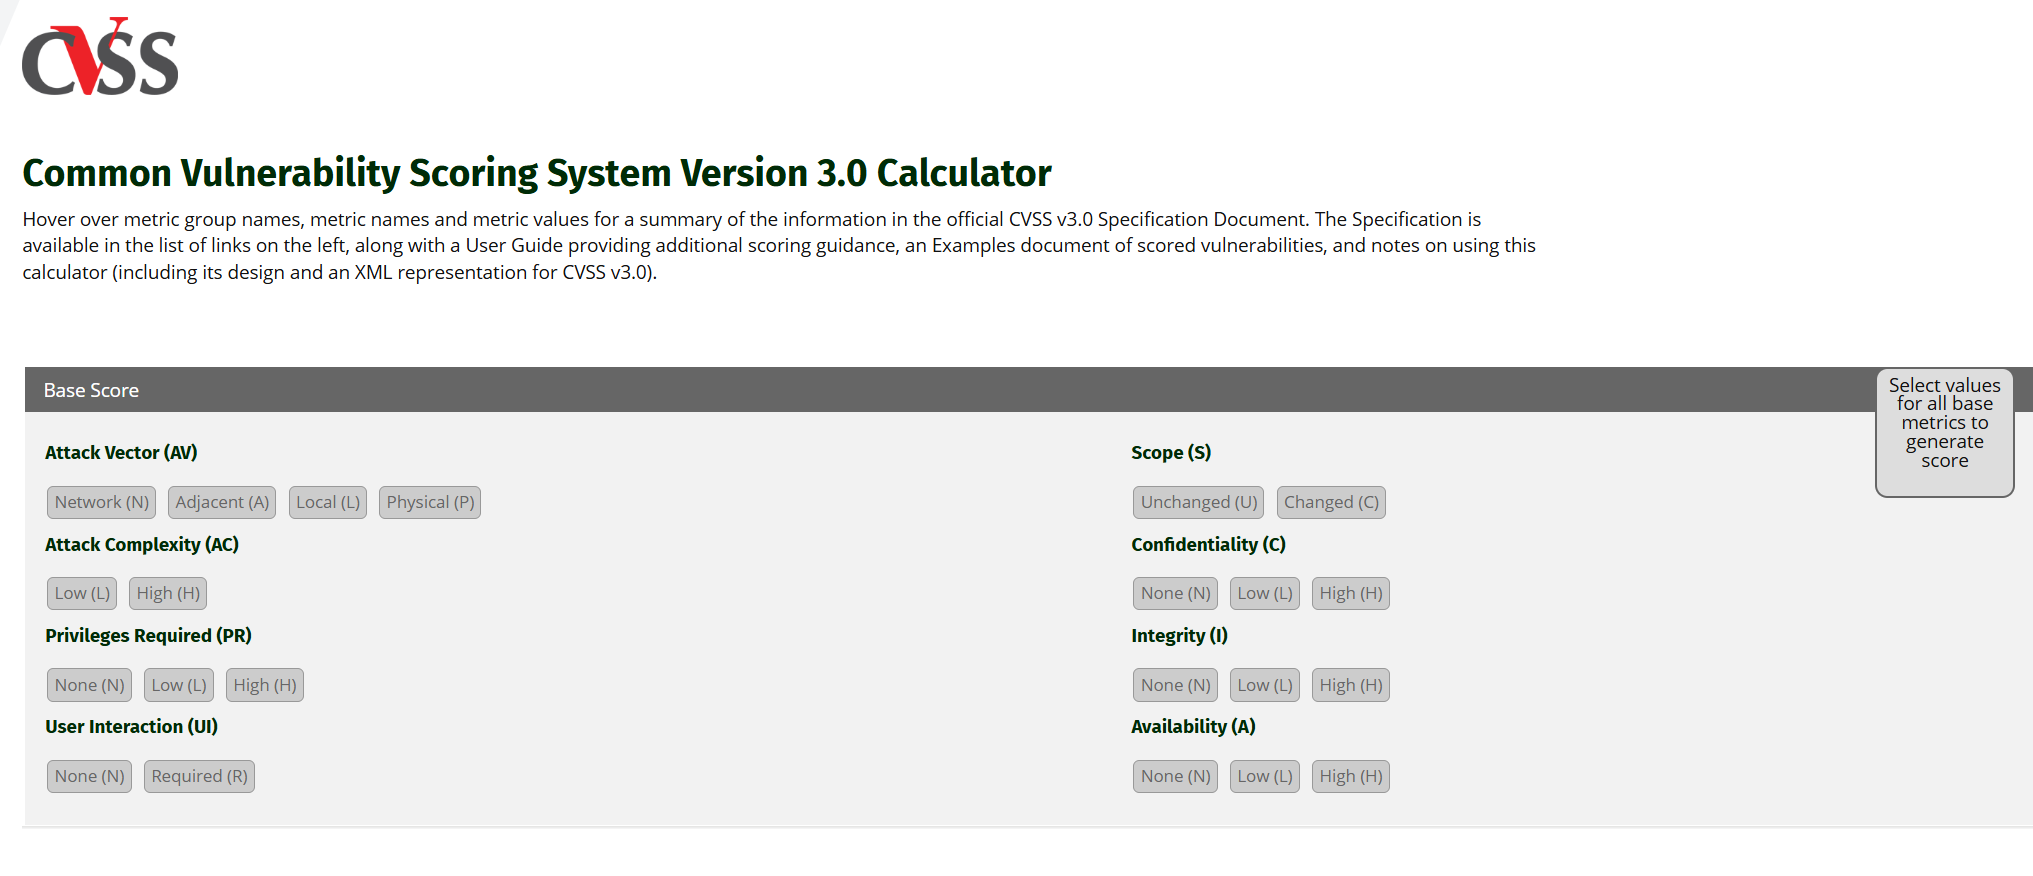 CVSS
Common Vulnerability Scoring System Version 3.0 Calculator
Hover over metric group names, metric names and metric values for a summary of the information in the official CVSS v3.0 Specification Document. The Specification is
available in the list of links on the left, along with a User Guide providing additional scoring guidance, an Examples document of scored vulnerabilities, and notes on using this
calculator (including its design and an XML representation for CVSS v3.0).
Base Score
Select values
for all base
metrics to
generate
score
Attack Vector (AV)
Network (N) Adjacent (A) Local (L) Physical (P)
Attack Complexity (AC)
Low (L) High (H)
Privileges Required (PR)
None (N) Low (L) High (H)
User Interaction (UI)
None (N) Required (R)
Scope (S)
Unchanged (U) Changed (C)
Confidentiality (C)
None (N) Low (L) High (H)
Integrity (I)
None (N) Low (L) High (H)
Availability (A)
None (N) Low (L) High (H)